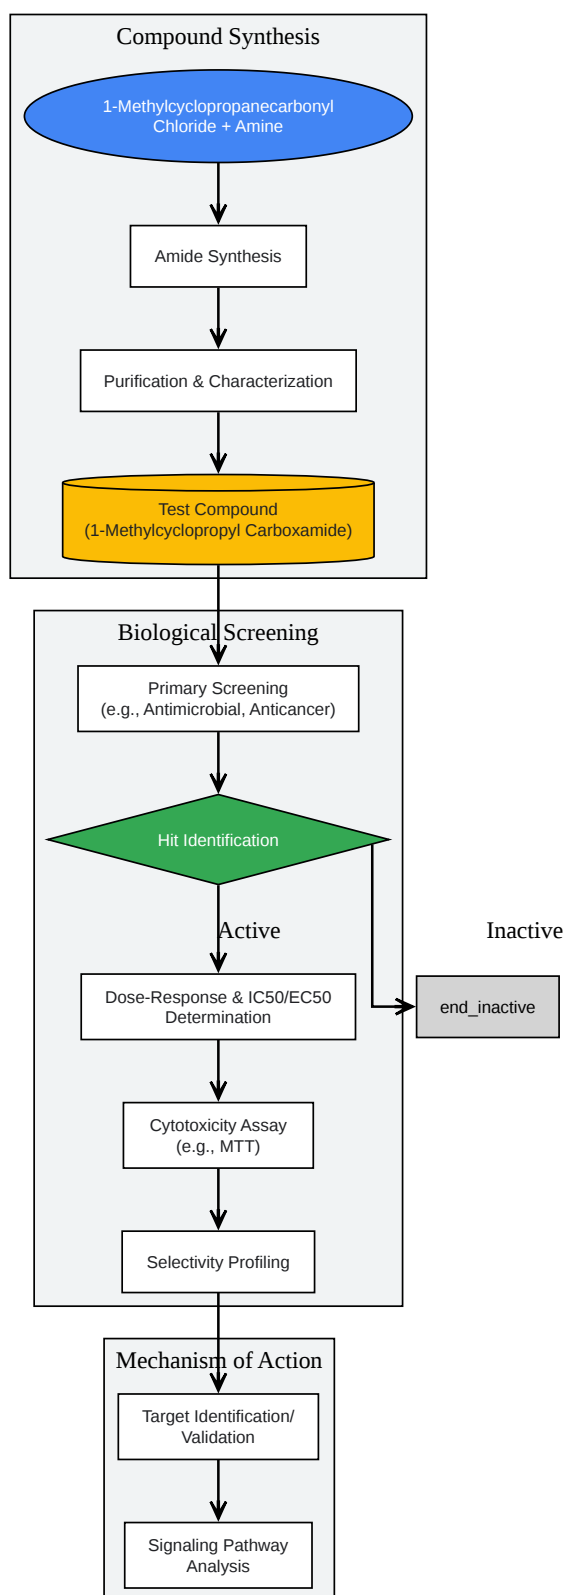 Compound Synthesis
1-Methylcyclopropanecarbonyl
Chloride + Amine
Amide Synthesis
Purification & Characterization
Test Compound
(1-Methylcyclopropyl Carboxamide)
Biological Screening
Primary Screening
(e.g., Antimicrobial, Anticancer)
Hit Identification
Active
Inactive
Dose-Response & IC50/EC50
Determination
end_inactive
Cytotoxicity Assay
(e.g., MTT)
Selectivity Profiling
Mechanism of Action
Target Identification/
Validation
Signaling Pathway
Analysis